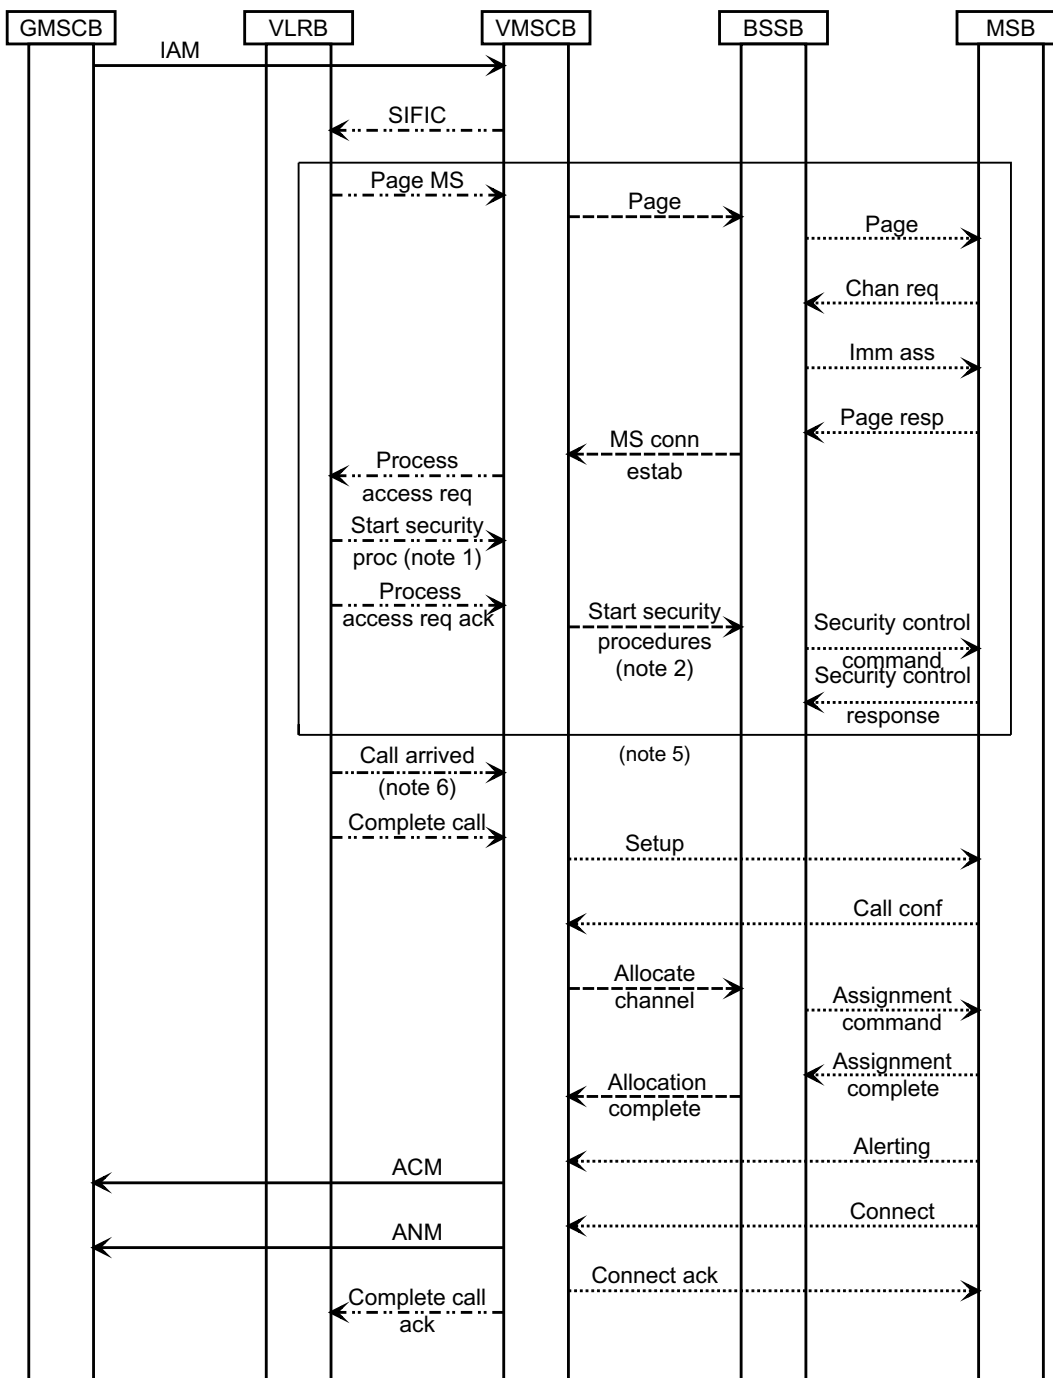 GMSCB VLRB VMSCB BSSB MSB
IAM
SIFIC
Page MS
Page
Page
Chan req
Imm ass
Page resp
MS conn
estab
Process
access req
Start security
proc (note 1)
Process
access req ack
Start security
procedures
(note 2)
Security control
command
Security control
response
(note 5)
Call arrived
(note 6)
Complete call
Setup
Call conf
Allocate
channel
Assignment
command
Assignment
complete
Allocation
complete
Alerting
ACM
Connect
ANM
Connect ack
Complete call
ack